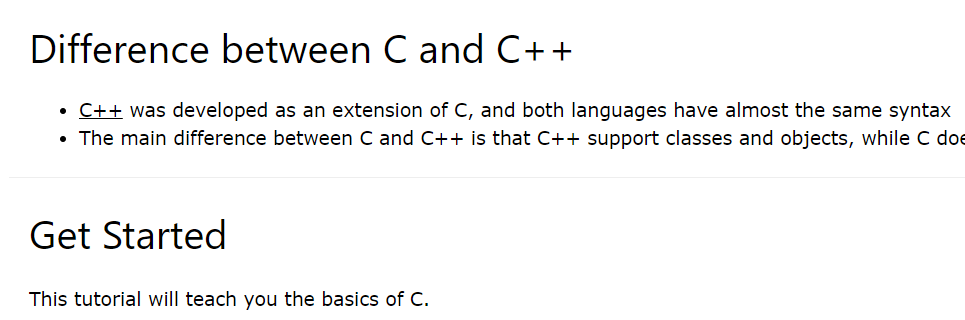 Difference between C and C++
• C++ was developed as an extension of C, and both languages have almost the same syntax
• The main difference between C and C++ is that C++ support classes and objects, while C
Get Started
This tutorial will teach you the basics of C.